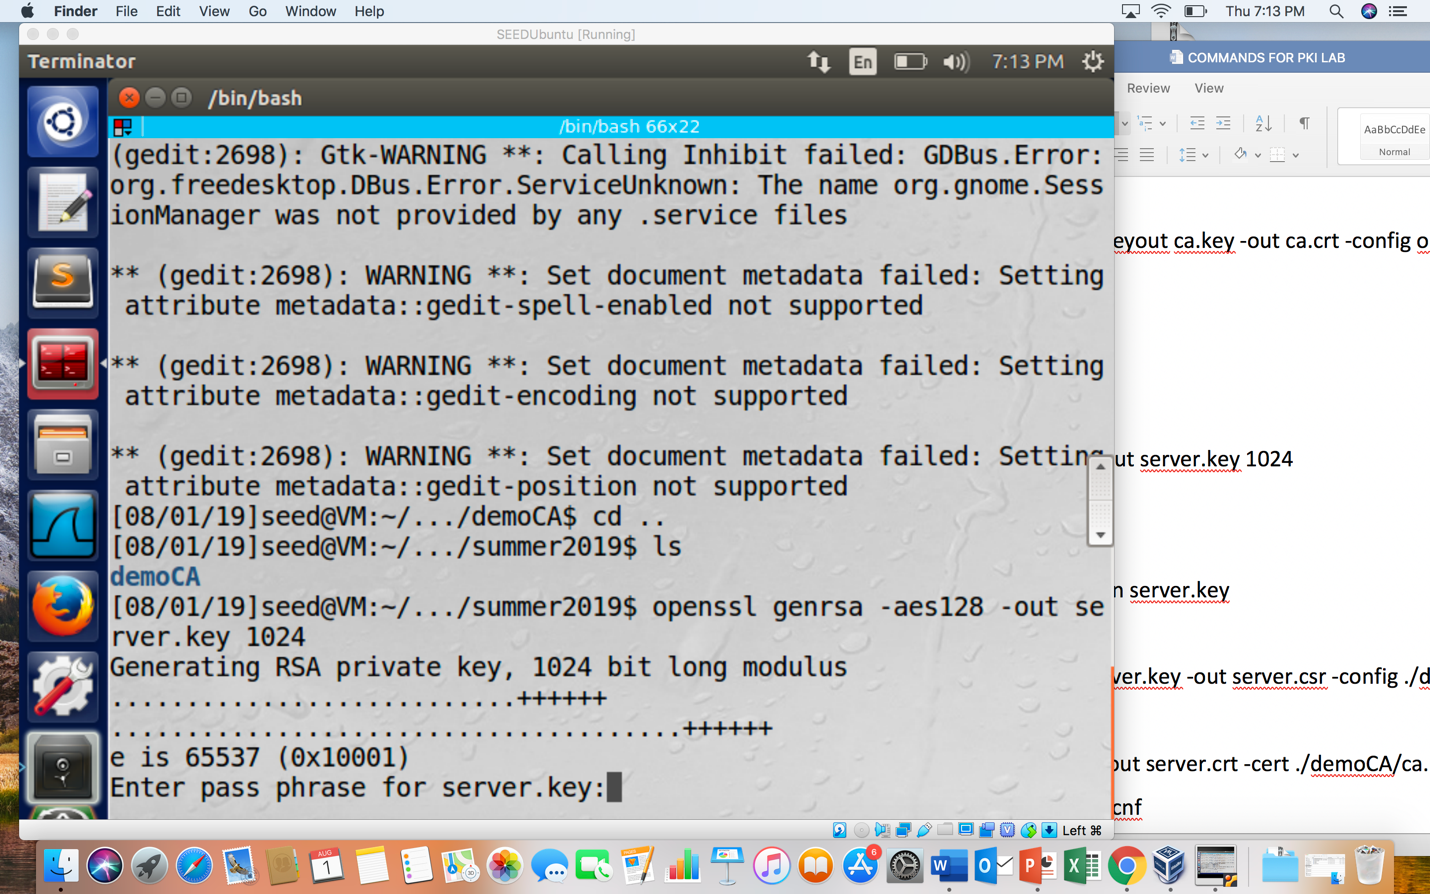 Finder File Edit View Go Window Help Thu 7:13 PM
SEEDUbuntu [Running]
Terminator En 7:13 PM
/bin/bash
/bin/bash 66x22
(gedit:2698): Gtk-WARNING **: Calling Inhibit failed: GDBus.Error:
org.freedesktop.DBus.Error.ServiceUnknown: The name org.gnome.Sess
ionManager was not provided by any .service files
** (gedit:2698): WARNING **: Set document metadata failed: Setting
attribute metadata::gedit-spell-enabled not supported
** (gedit:2698): WARNING **: Set document metadata failed: Setting
attribute metadata::gedit-encoding not supported
** (gedit:2698): WARNING **: Set document metadata failed: Setting
attribute metadata::gedit-position not supported
[08/01/19]seed@VM:~/.../demoCA$ cd ..
[08/01/19]seed@VM:~/.../summer2019$ ls
demoCA
[08/01/19]seed@VM:~/.../summer2019$ openssl genrsa -aes128 -out se
rver.key 1024
Generating RSA private key, 1024 bit long modulus
...........................++++++
......................................++++++
e is 65537 (0x10001)
Enter pass phrase for server.key:
Left ⌘
COMMANDS FOR PKI LAB
Review View
AaBbCcDdEe
Normal
eyout ca.key -out ca.crt -config o
ut server.key 1024
n server.key
ver.key -out server.csr -config ./d
out server.crt -cert ./demoCA/ca.
cnf
AUG
1
6